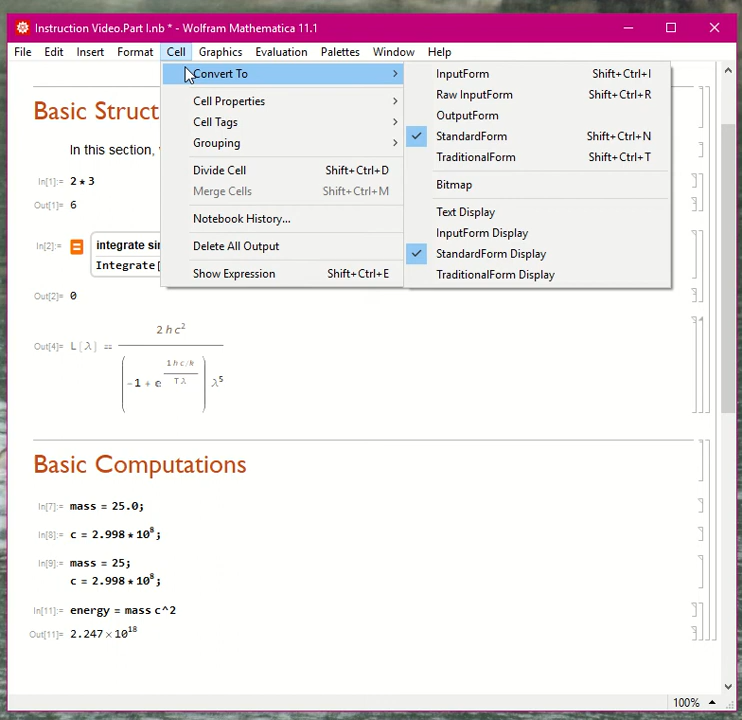 Instruction Video.Part I.nb * - Wolfram Mathematica 11.1
File Edit Insert Format Cell Graphics Evaluation Palettes Window Help
Convert To
Cell Properties
Cell Tags
Grouping
Divide Cell Shift+Ctrl+D
Merge Cells Shift+Ctrl+M
Notebook History...
Delete All Output
Show Expression Shift+Ctrl+E
InputForm Shift+Ctrl+I
Raw InputForm Shift+Ctrl+R
OutputForm
StandardForm Shift+Ctrl+N
TraditionalForm Shift+Ctrl+T
Bitmap
Text Display
InputForm Display
StandardForm Display
TraditionalForm Display
Basic Struct
In this section,
In[1]:= 2 * 3
Out[1]= 6
In[2]:= integrate sin
Integrate[
Out[2]= 0
Out[4]= L[λ] == 2 h c²
-1 + e 1 h c/k
T λ
λ⁵
Basic Computations
In[7]:= mass = 25.0;
In[8]:= c = 2.998 * 10⁸;
In[9]:= mass = 25;
c = 2.998 * 10⁸;
In[11]:= energy = mass c^2
Out[11]= 2.247 × 10¹⁸
100%